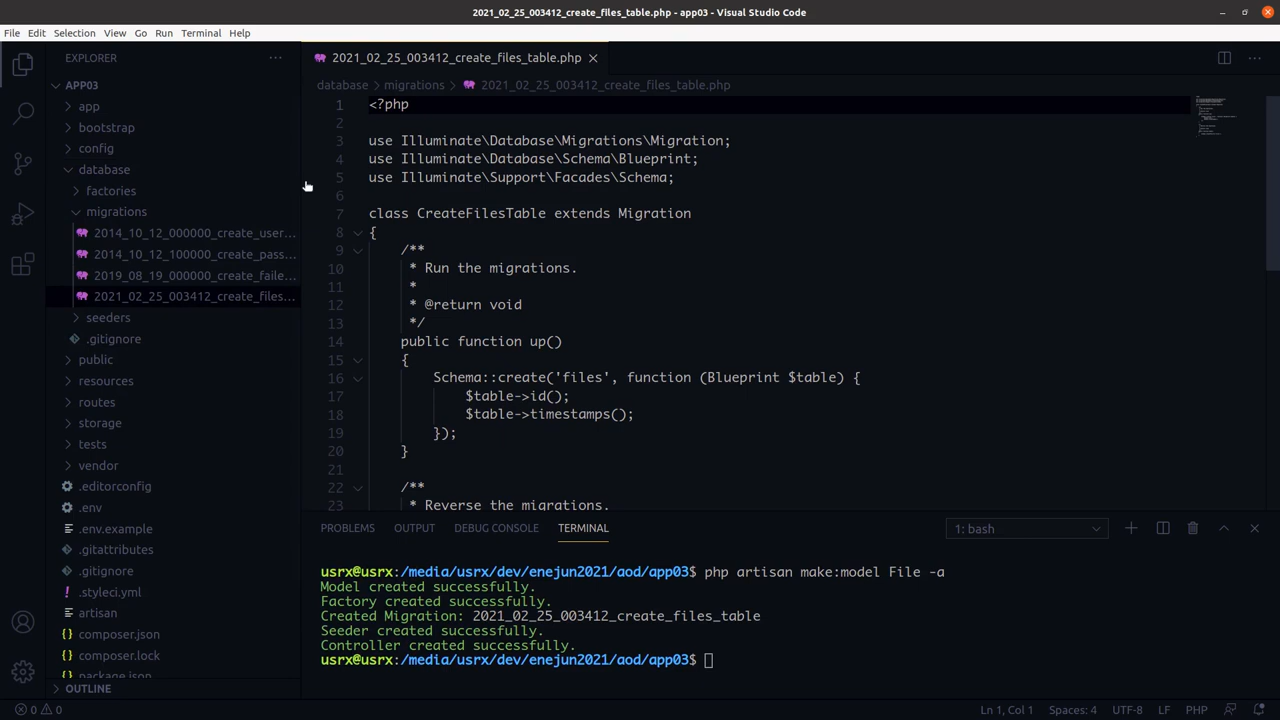 2021_02_25_003412_create_files_table.php - app03 - Visual Studio Code
File Edit Selection View Go Run Terminal Help
EXPLORER
APP03
app
bootstrap
config
database
factories
migrations
2014_10_12_000000_create_user...
2014_10_12_100000_create_pass...
2019_08_19_000000_create_faile...
2021_02_25_003412_create_files...
seeders
.gitignore
public
resources
routes
storage
tests
vendor
.editorconfig
.env
.env.example
.gitattributes
.gitignore
.styleci.yml
artisan
composer.json
composer.lock
package.json
OUTLINE
2021_02_25_003412_create_files_table.php
database > migrations > 2021_02_25_003412_create_files_table.php
1 <?php
2
3 use Illuminate\Database\Migrations\Migration;
4 use Illuminate\Database\Schema\Blueprint;
5 use Illuminate\Support\Facades\Schema;
6
7 class CreateFilesTable extends Migration
8 {
9 /**
10 * Run the migrations.
11 *
12 * @return void
13 */
14 public function up()
15 {
16 Schema::create('files', function (Blueprint $table) {
17 $table->id();
18 $table->timestamps();
19 });
20 }
21
22 /**
23 * Reverse the migrations.
PROBLEMS OUTPUT DEBUG CONSOLE TERMINAL 1: bash
usrx@usrx:/media/usrx/dev/enejun2021/aod/app03$ php artisan make:model File -a
Model created successfully.
Factory created successfully.
Created Migration: 2021_02_25_003412_create_files_table
Seeder created successfully.
Controller created successfully.
usrx@usrx:/media/usrx/dev/enejun2021/aod/app03$
0 0 Ln 1, Col 1 Spaces: 4 UTF-8 LF PHP